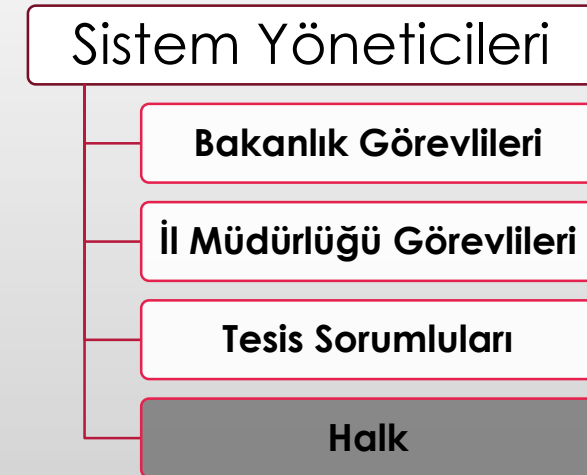 Sistem Yöneticileri
Bakanlık Görevlileri
İl Müdürlüğü Görevlileri
Tesis Sorumluları
Halk